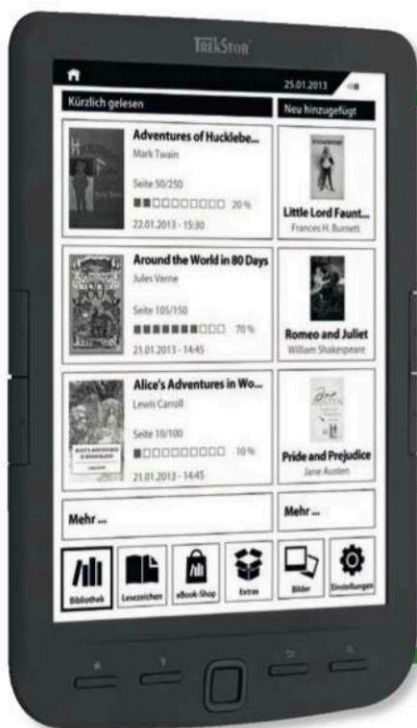 TREKSTOR
25.01.2013
Kürzlich gelesen
Adventures of Hucklebe...
Mark Twain
Seite 50/250
20 %
22.01.2013 - 15:30
Around the World in 80 Days
Jules Verne
Seite 105/150
70 %
21.01.2013 - 14:45
Alice's Adventures in Wo...
Lewis Carroll
Seite 10/100
10 %
21.01.2013 - 14:45
Mehr ...
Neu hinzugefügt
Little Lord Faunt...
Frances H. Burnett
Romeo and Juliet
William Shakespeare
Pride and Prejudice
Jane Austen
Mehr ...
Bibliothek
Lesezeichen
eBook-Shop
Extras
Bilder
Einstellungen